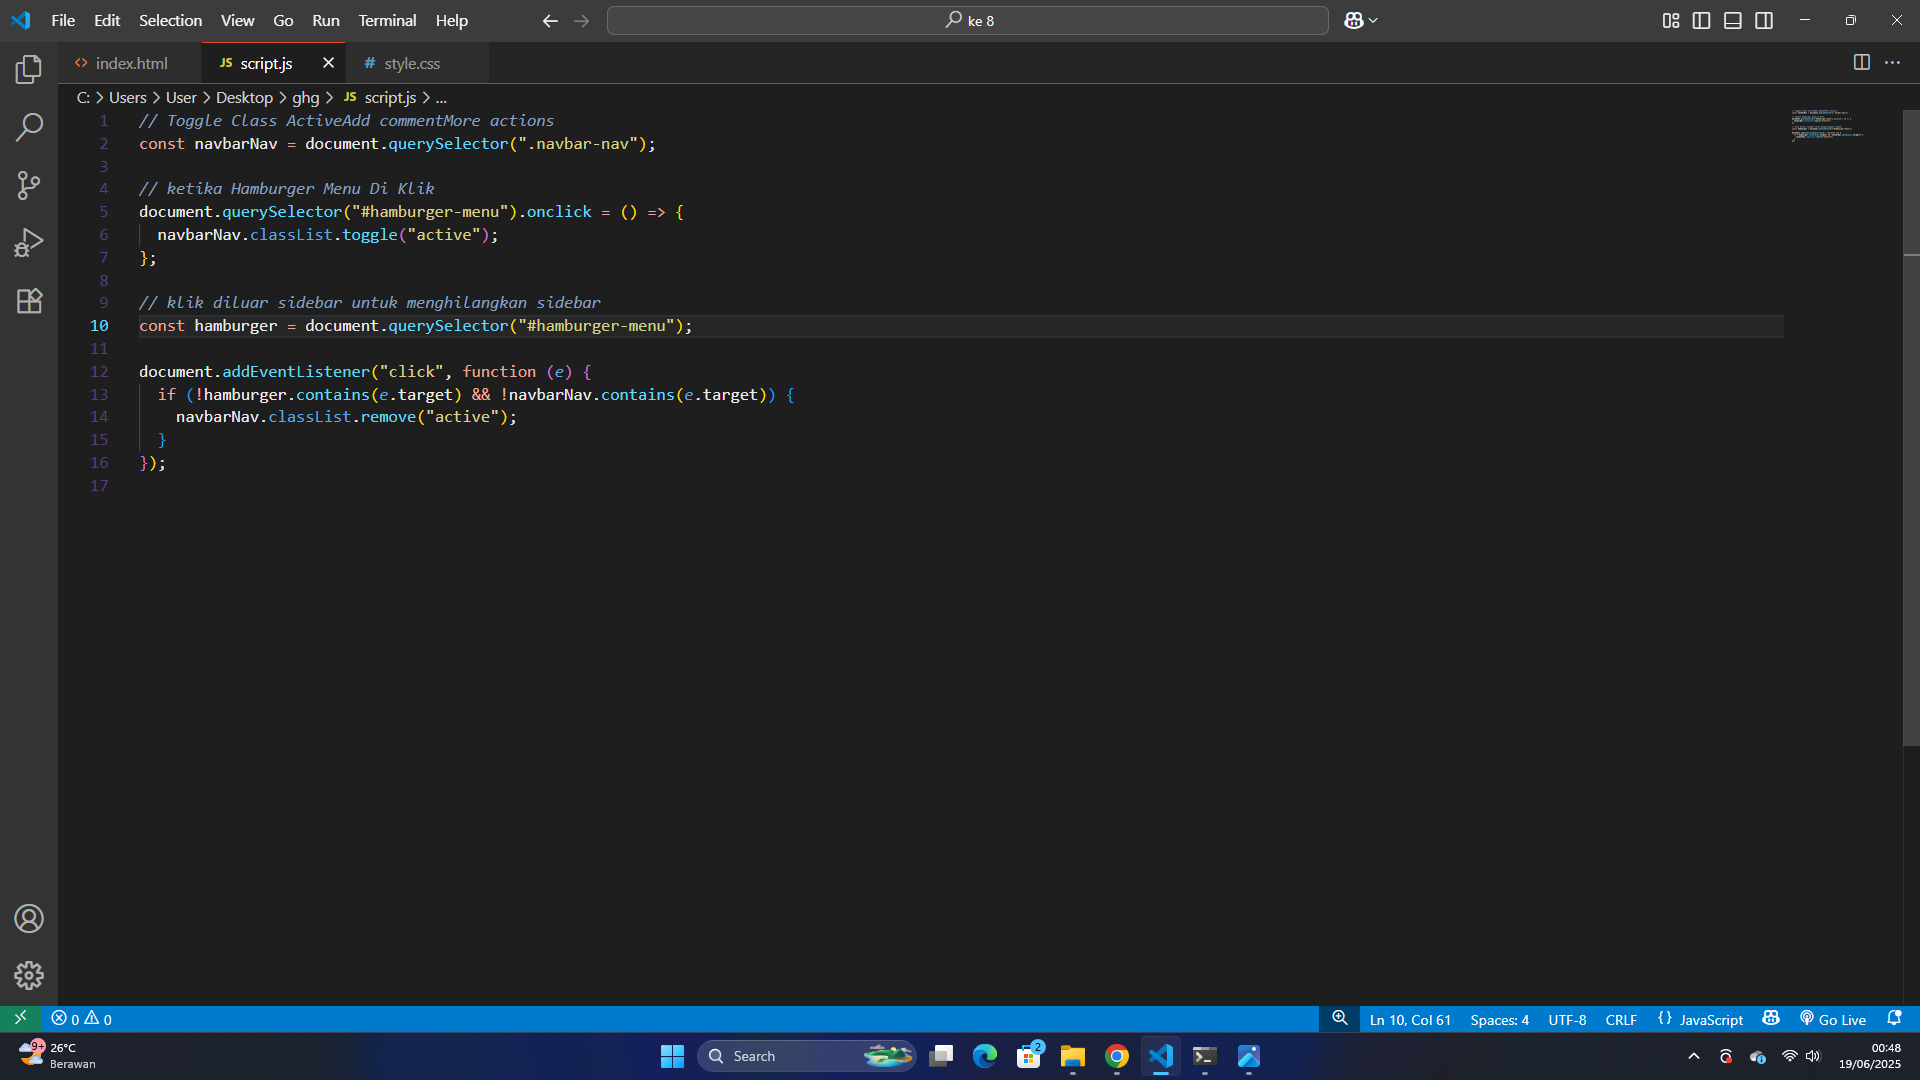 File Edit Selection View Go Run Terminal Help
ke 8
index.html
JS script.js
# style.css
C: > Users > User > Desktop > ghg > JS script.js > ...
1 // Toggle Class ActiveAdd commentMore actions
2 const navbarNav = document.querySelector(".navbar-nav");
3
4 // ketika Hamburger Menu Di Klik
5 document.querySelector("#hamburger-menu").onclick = () => {
6   navbarNav.classList.toggle("active");
7 };
8
9 // klik diluar sidebar untuk menghilangkan sidebar
10 const hamburger = document.querySelector("#hamburger-menu");
11
12 document.addEventListener("click", function (e) {
13   if (!hamburger.contains(e.target) && !navbarNav.contains(e.target)) {
14     navbarNav.classList.remove("active");
15   }
16 });
17
0 0
Ln 10, Col 61
Spaces: 4
UTF-8
CRLF
{} JavaScript
Go Live
9+
26°C
Berawan
Search
2
00:48
19/06/2025